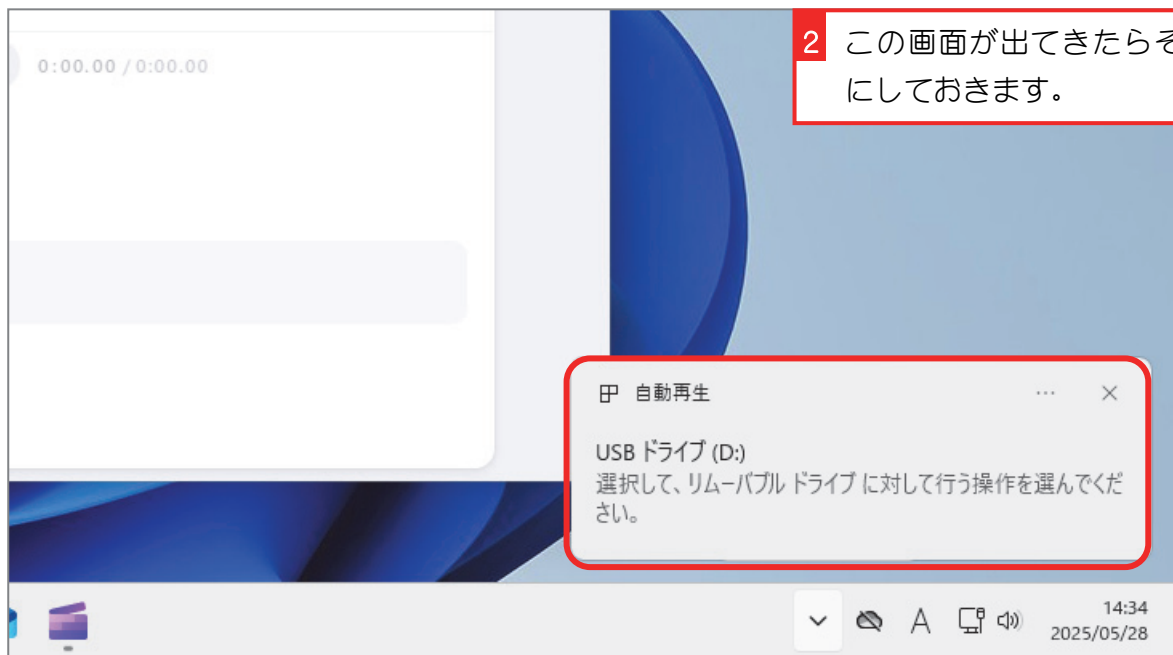 0:00.00 / 0:00.00
2 この画面が出てきたらそ
にしておきます。
自動再生
USB ドライブ (D:)
選択して、リムーバブル ドライブ に対して行う操作を選んでくだ
さい。
A
14:34
2025/05/28